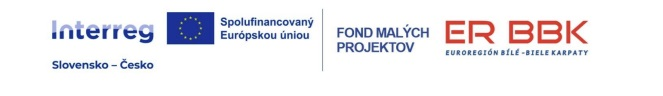 Interreg
Spolufinancovaný
Európskou úniou
Slovensko – Česko
FOND MALÝCH
PROJEKTOV
ER BBK
EUROREGIÓN BÍLÉ - BIELE KARPATY